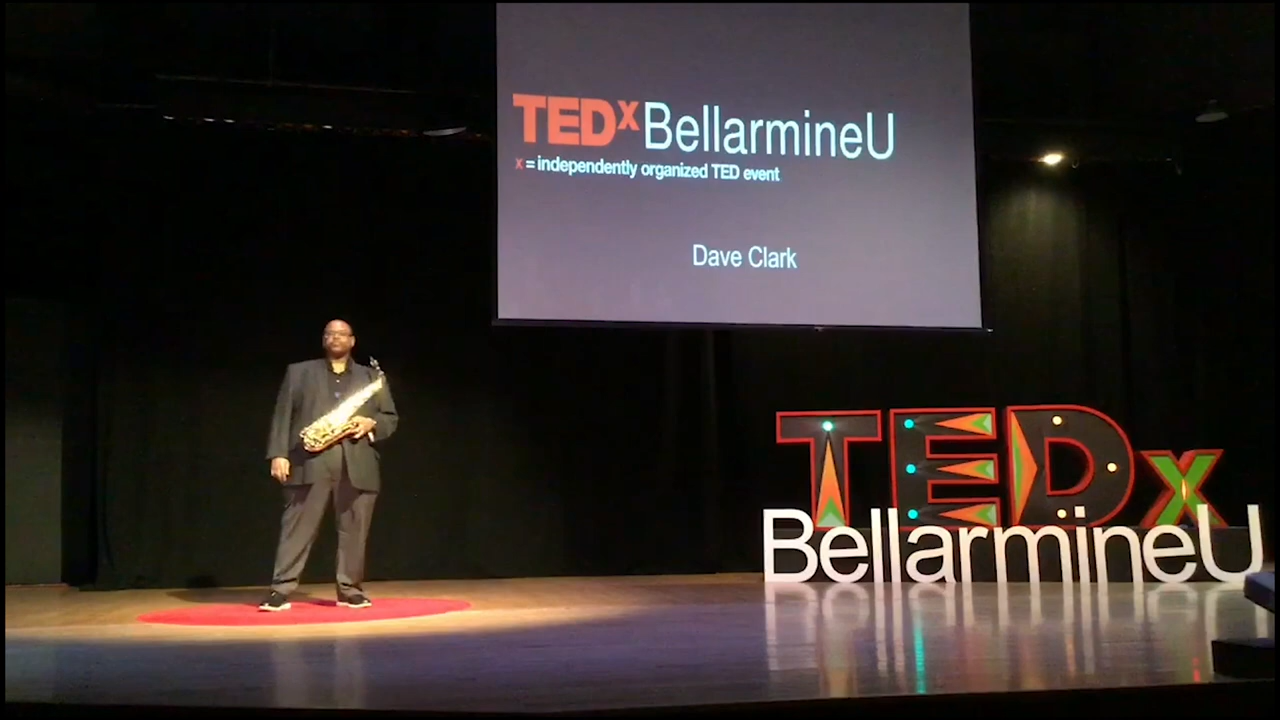 TEDx BellarmineU
x = independently organized TED event
Dave Clark
TEDx
BellarmineU